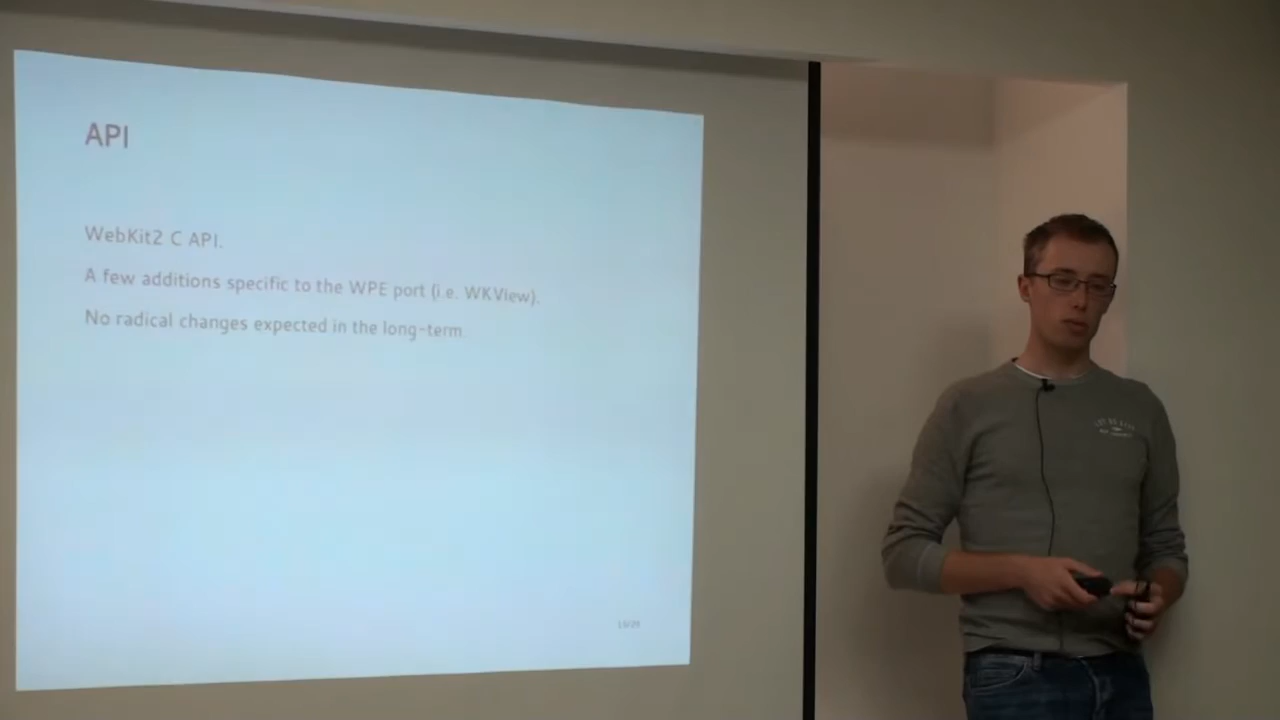 API
WebKit2 C API.
A few additions specific to the WPE port (i.e. WKView).
No radical changes expected in the long-term.